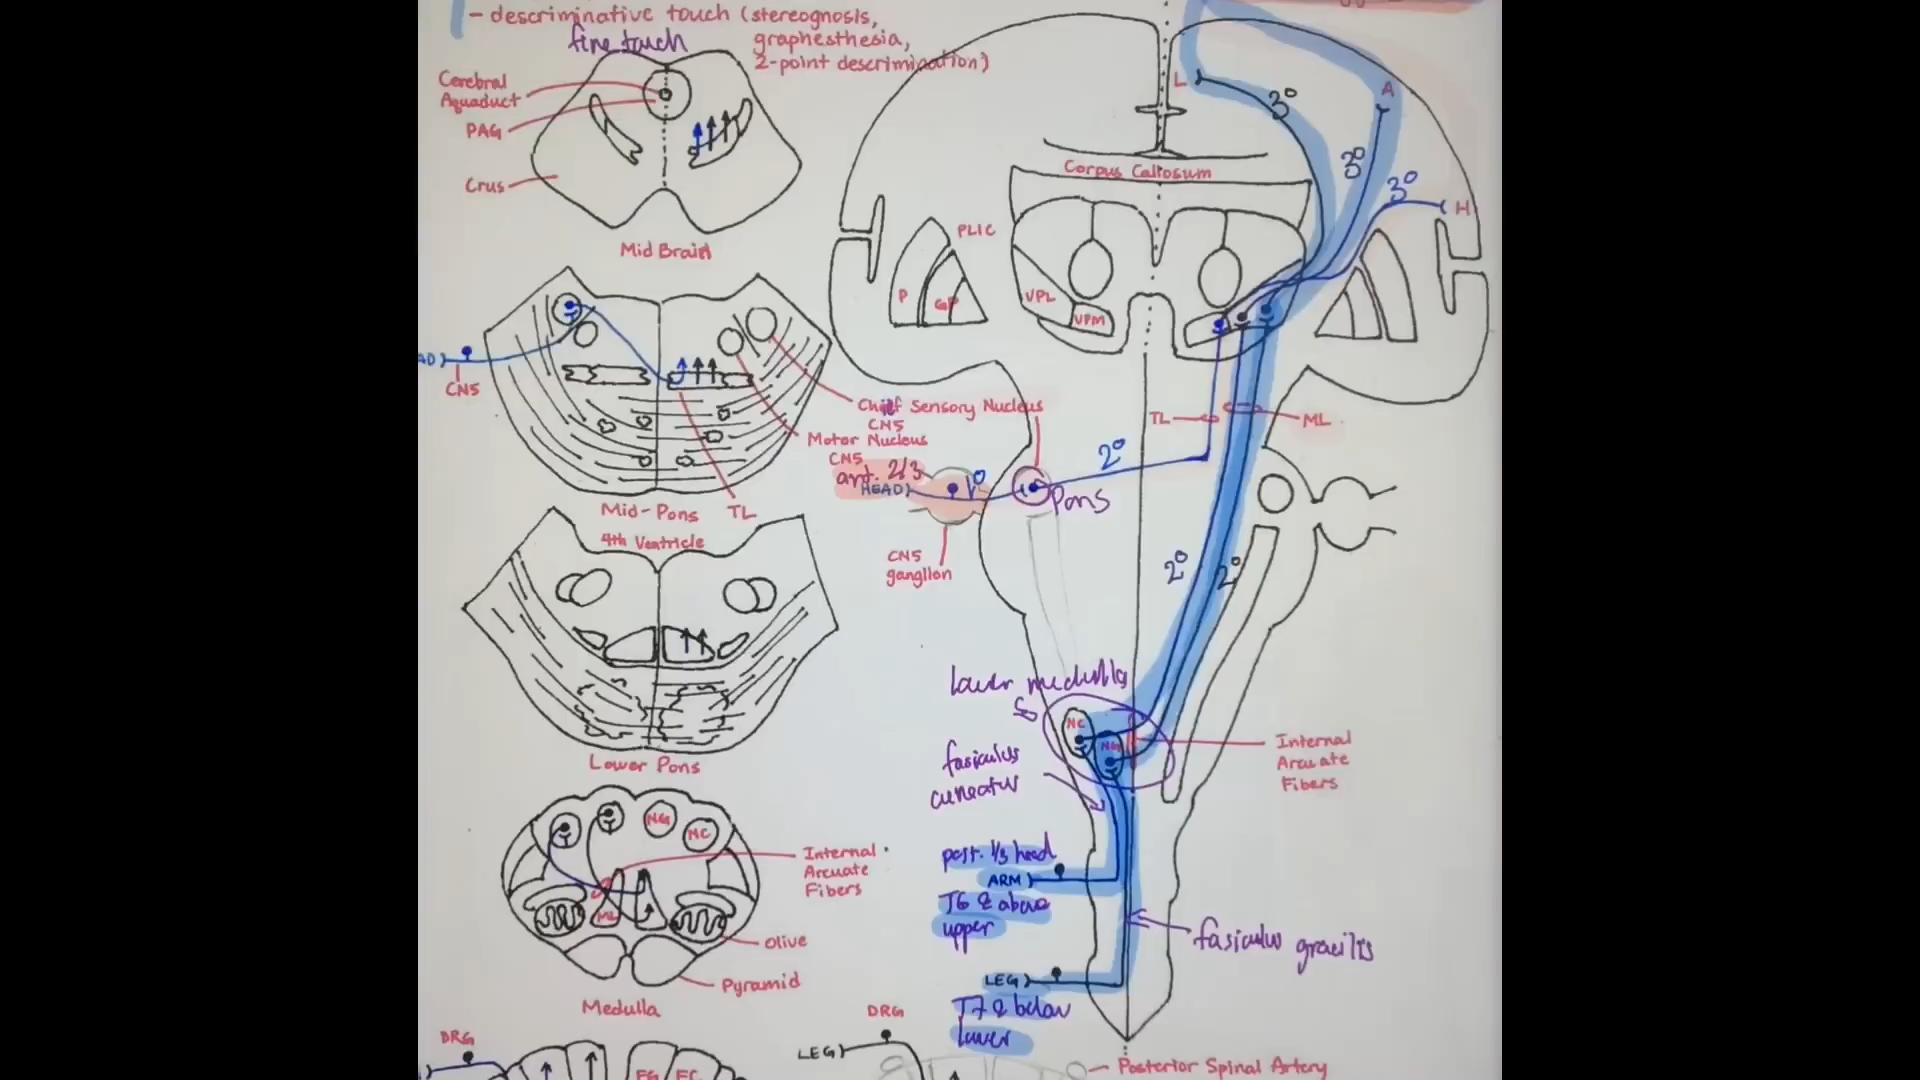 - descriminative touch (stereognosis,
fine touch
graphesthesia,
2-point descrimination)
Cerebral
Aquaduct
PAG
Crus
Mid Brain
CN5
Chief Sensory Nucleus
CN5
Motor Nucleus
CN5
Mid-Pons
TL
4th Ventricle
Lower Pons
NG
NC
Internal
Arcuate
Fibers
ML
Olive
Pyramid
Medulla
DRG
FG
FC
DRG
LEG
L
A
H
3°
3°
3°
Corpus Callosum
PLIC
P
GP
VPL
VPM
TL
ML
ant. 2/3
HEAD
1°
2°
Pons
CN5
ganglion
2°
2°
lower medulla
NC
NG
Internal
Arcuate
Fibers
fasiculus
cuneatus
post. 1/3 head
ARM
T6 & above
upper
fasiculus gracilis
LEG
T7 & below
lower
Posterior Spinal Artery